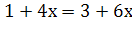 1 + 4x = 3 + 6x